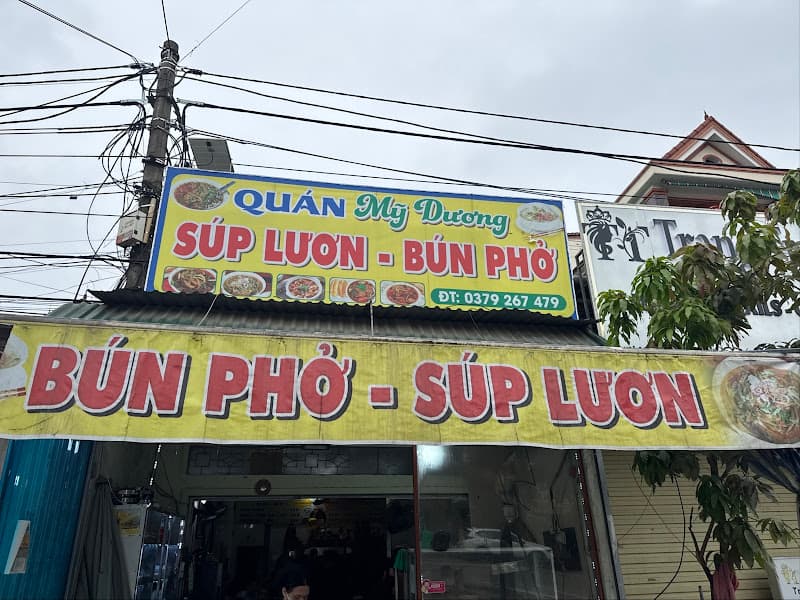 QUÁN Mỹ Dương
SÚP LƯƠN - BÚN PHỞ
ĐT: 0379 267 479
BÚN PHỞ - SÚP LƯƠN